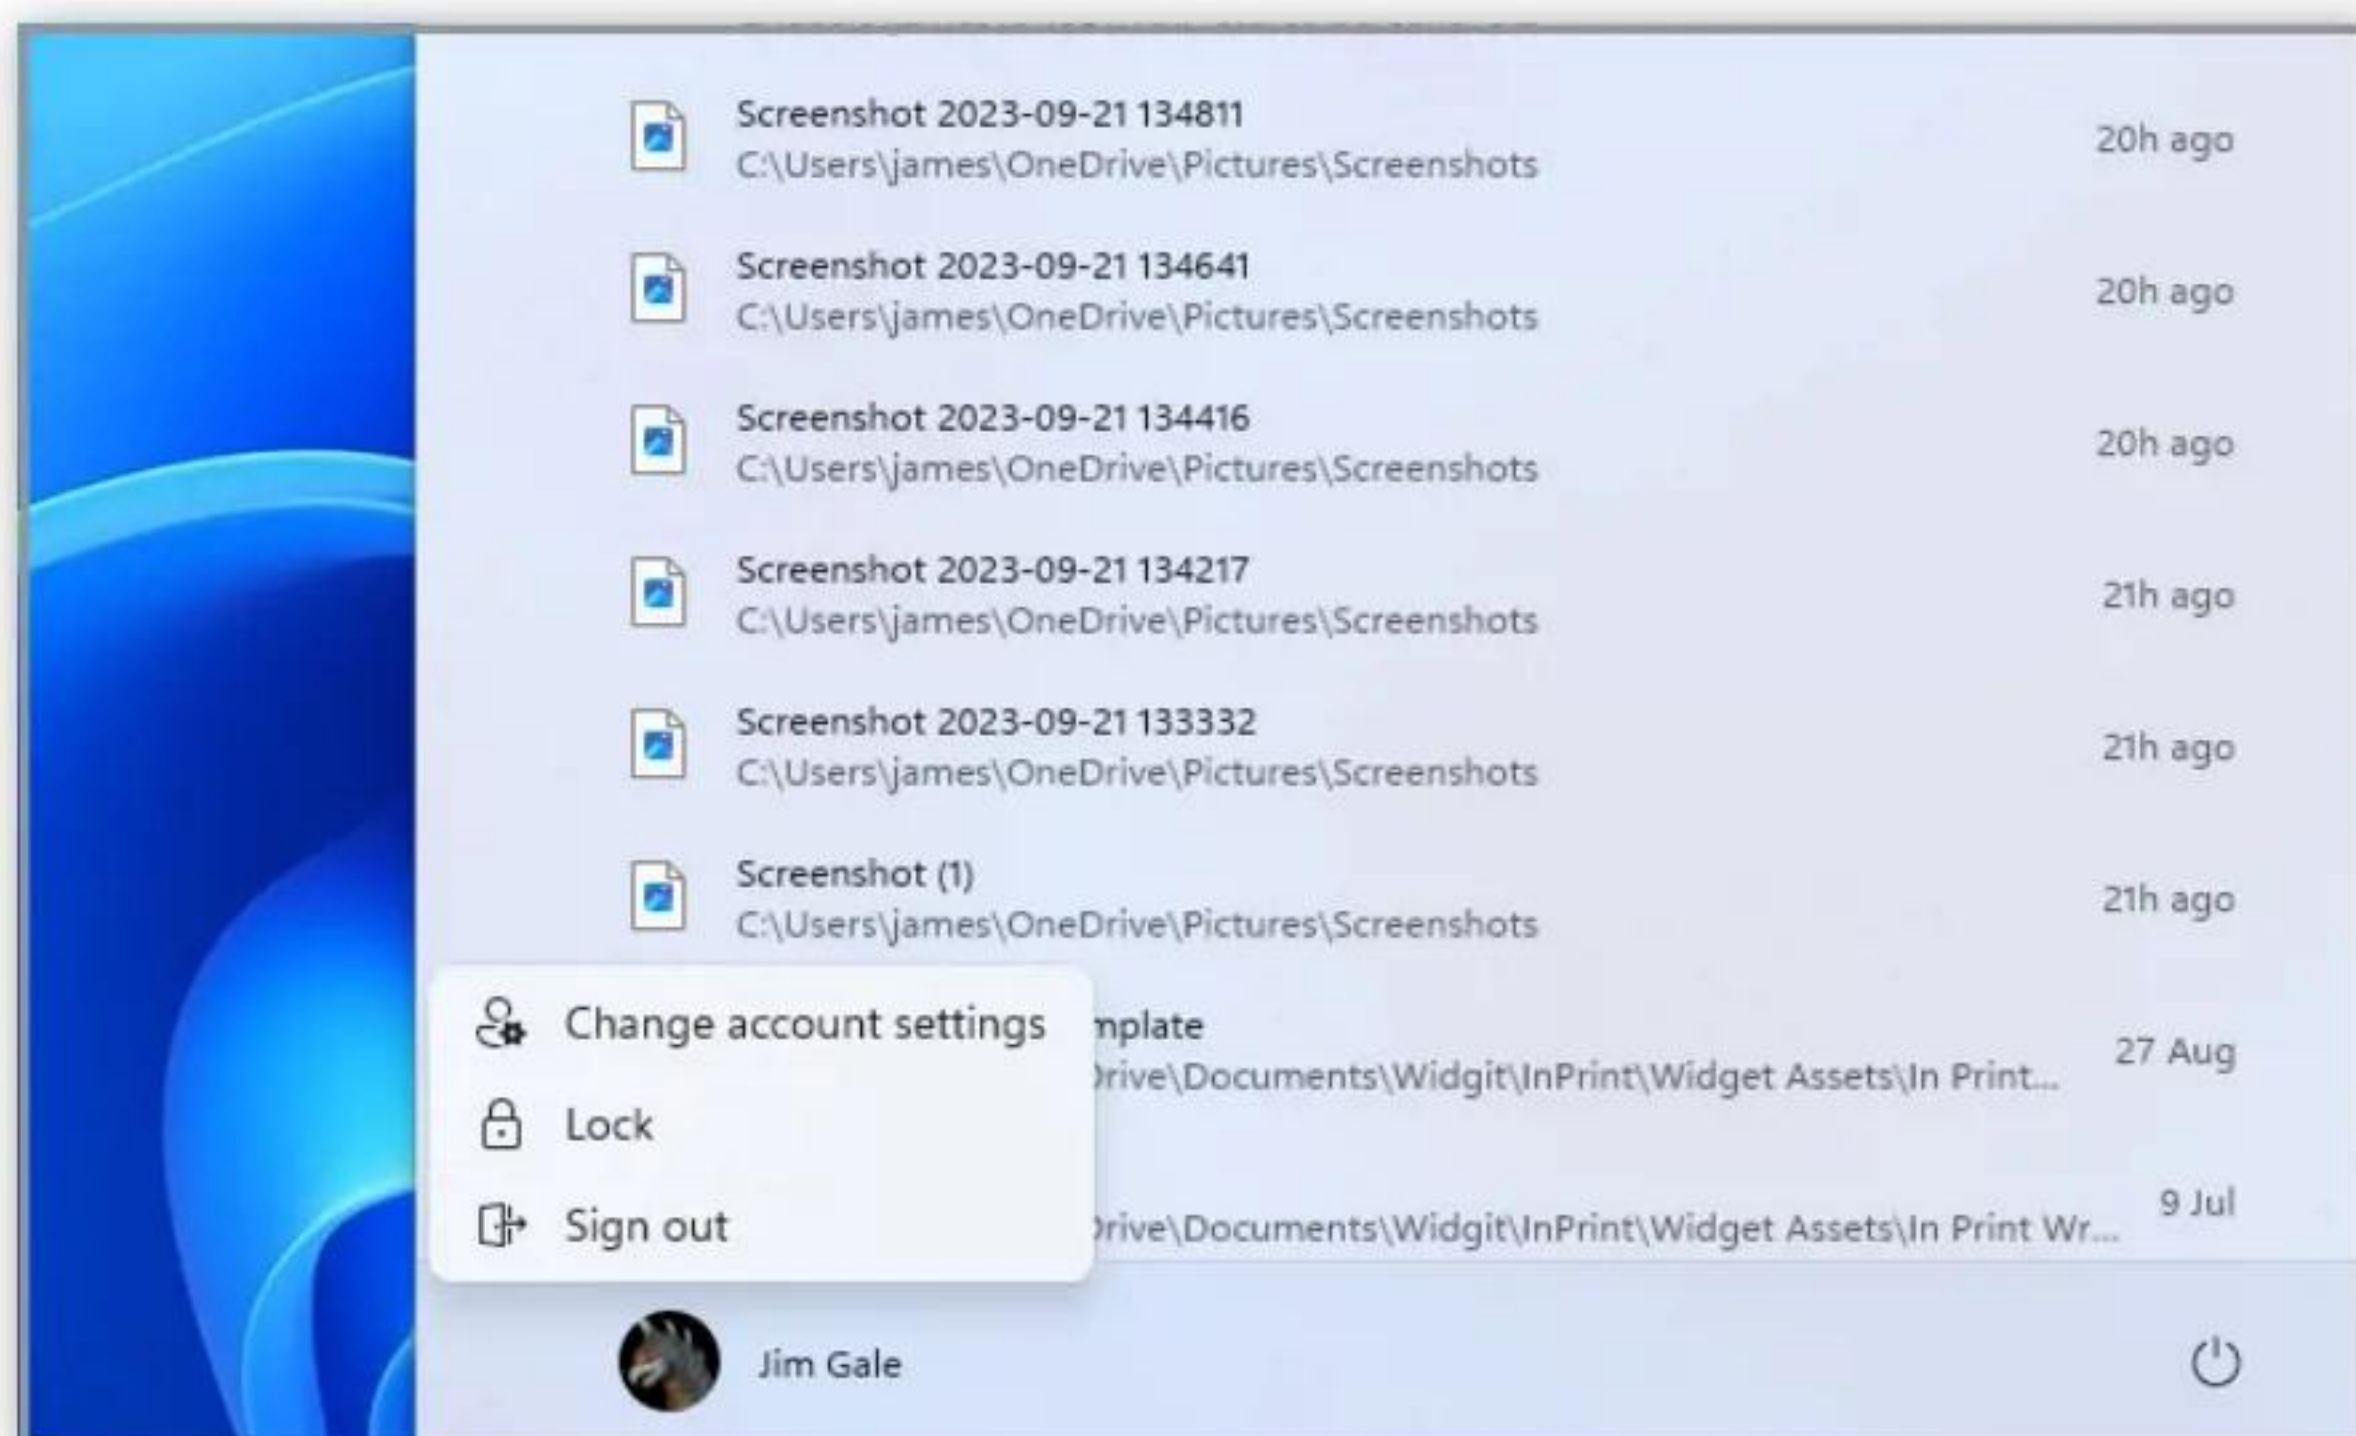 Screenshot 2023-09-21 134811
C:\Users\james\OneDrive\Pictures\Screenshots
20h ago
Screenshot 2023-09-21 134641
C:\Users\james\OneDrive\Pictures\Screenshots
20h ago
Screenshot 2023-09-21 134416
C:\Users\james\OneDrive\Pictures\Screenshots
20h ago
Screenshot 2023-09-21 134217
C:\Users\james\OneDrive\Pictures\Screenshots
21h ago
Screenshot 2023-09-21 133332
C:\Users\james\OneDrive\Pictures\Screenshots
21h ago
Screenshot (1)
C:\Users\james\OneDrive\Pictures\Screenshots
21h ago
mplate
Drive\Documents\Widgit\InPrint\Widget Assets\In Print...
27 Aug
Drive\Documents\Widgit\InPrint\Widget Assets\In Print Wr...
9 Jul
Change account settings
Lock
Sign out
Jim Gale